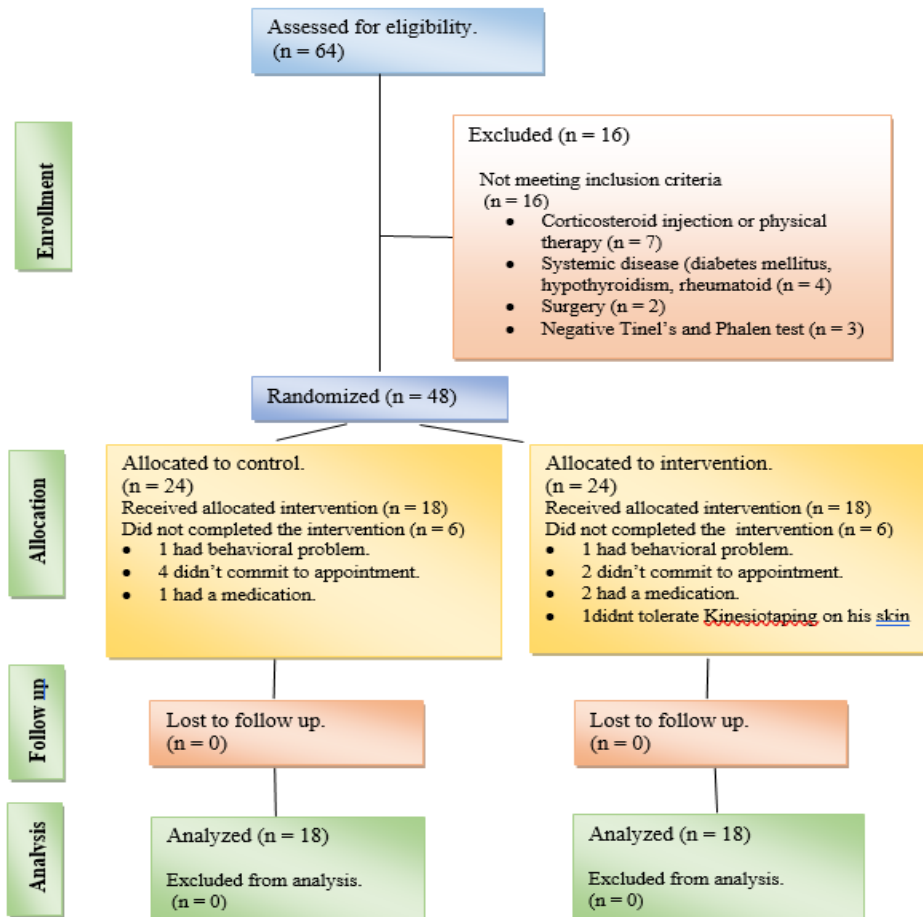 Assessed for eligibility.
(n = 64)
Enrollment
Excluded (n = 16)
Not meeting inclusion criteria
(n = 16)
• Corticosteroid injection or physical
therapy (n = 7)
• Systemic disease (diabetes mellitus,
hypothyroidism, rheumatoid (n = 4)
• Surgery (n = 2)
• Negative Tinel’s and Phalen test (n = 3)
Randomized (n = 48)
Allocation
Allocated to control.
(n = 24)
Received allocated intervention (n = 18)
Did not completed the intervention (n = 6)
• 1 had behavioral problem.
• 4 didn’t commit to appointment.
• 1 had a medication.
Allocated to intervention.
(n = 24)
Received allocated intervention (n = 18)
Did not completed the intervention (n = 6)
• 1 had behavioral problem.
• 2 didn’t commit to appointment.
• 2 had a medication.
• 1didnt tolerate Kinesiotaping on his skin
Follow up
Lost to follow up.
(n = 0)
Lost to follow up.
(n = 0)
Analysis
Analyzed (n = 18)
Excluded from analysis.
(n = 0)
Analyzed (n = 18)
Excluded from analysis.
(n = 0)